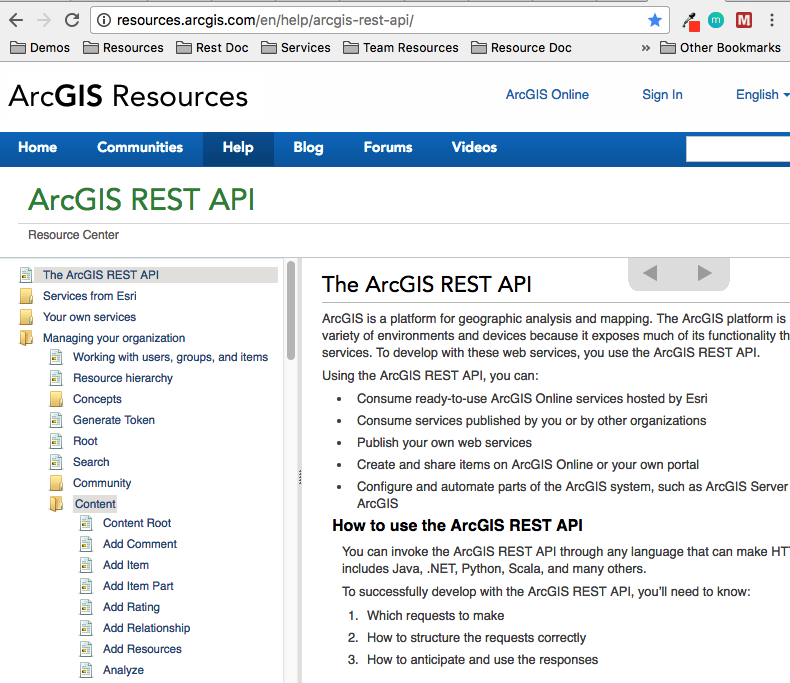 resources.arcgis.com/en/help/arcgis-rest-api/
Demos Resources Rest Doc Services Team Resources Resource Doc » Other Bookmarks
ArcGIS Resources
ArcGIS Online Sign In English
Home Communities Help Blog Forums Videos
ArcGIS REST API
Resource Center
The ArcGIS REST API
Services from Esri
Your own services
Managing your organization
Working with users, groups, and items
Resource hierarchy
Concepts
Generate Token
Root
Search
Community
Content
Content Root
Add Comment
Add Item
Add Item Part
Add Rating
Add Relationship
Add Resources
Analyze
The ArcGIS REST API
ArcGIS is a platform for geographic analysis and mapping. The ArcGIS platform is
variety of environments and devices because it exposes much of its functionality th
services. To develop with these web services, you use the ArcGIS REST API.
Using the ArcGIS REST API, you can:
• Consume ready-to-use ArcGIS Online services hosted by Esri
• Consume services published by you or by other organizations
• Publish your own web services
• Create and share items on ArcGIS Online or your own portal
• Configure and automate parts of the ArcGIS system, such as ArcGIS Server
ArcGIS
How to use the ArcGIS REST API
You can invoke the ArcGIS REST API through any language that can make HT
includes Java, .NET, Python, Scala, and many others.
To successfully develop with the ArcGIS REST API, you'll need to know:
1. Which requests to make
2. How to structure the requests correctly
3. How to anticipate and use the responses